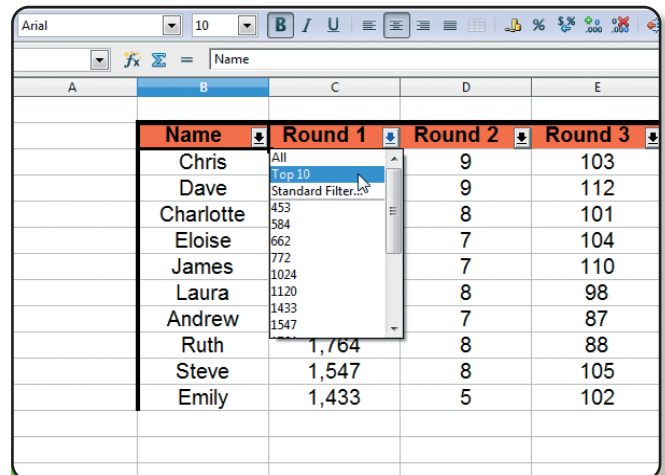 Arial 10 B I U % $% .000 .000
fx Σ = Name
A B C D E
Name Round 1 Round 2 Round 3
Chris 9 103
Dave 9 112
Charlotte 8 101
Eloise 7 104
James 7 110
Laura 8 98
Andrew 7 87
Ruth 1,764 8 88
Steve 1,547 8 105
Emily 1,433 5 102
All
Top 10
Standard Filter...
453
584
662
772
1024
1120
1433
1547